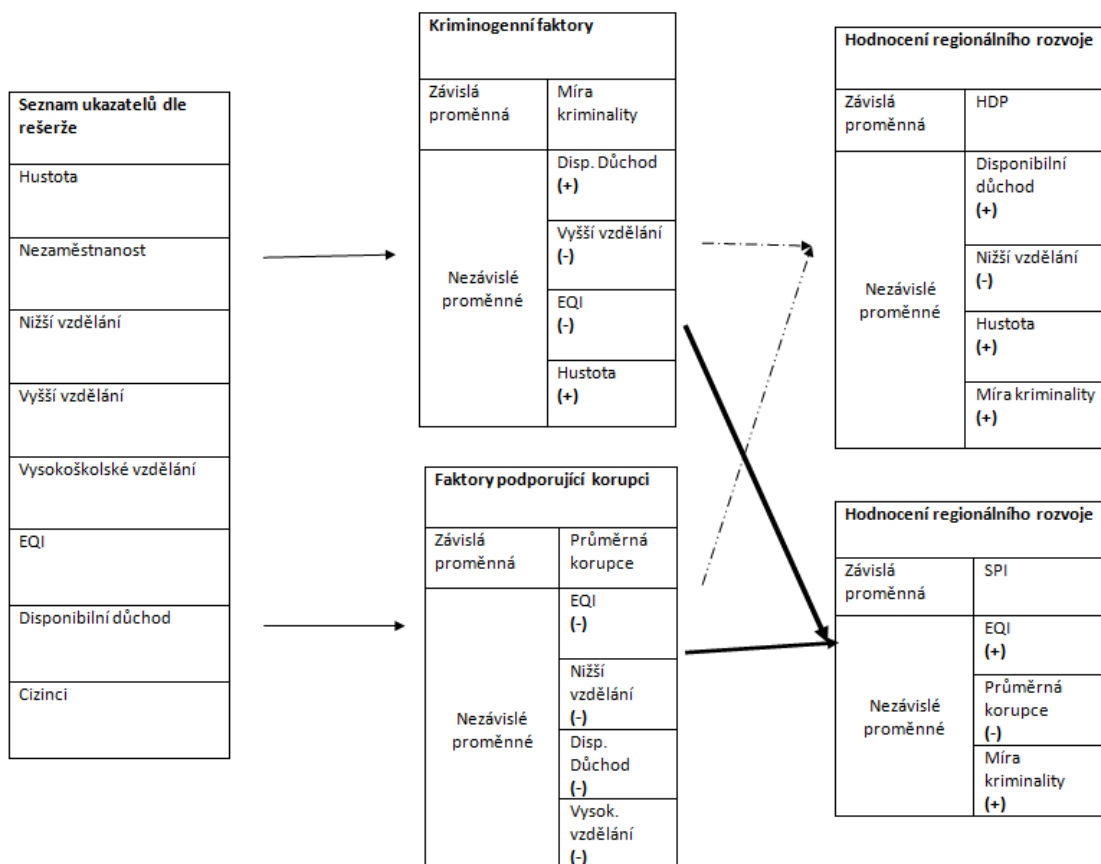 Seznam ukazatelů dle
rešerže
Hustota
Nezaměstnanost
Nižší vzdělání
Vyšší vzdělání
Vysokoškolské vzdělání
EQI
Disponibilní důchod
Cizinci
Kriminogenní faktory
Závislá
proměnná
Míra
kriminality
Nezávislé
proměnné
Disp. Důchod
(+)
Vyšší vzdělání
(-)
EQI
(-)
Hustota
(+)
Faktory podporující korupci
Závislá
proměnná
Průměrná
korupce
Nezávislé
proměnné
EQI
(-)
Nižší
vzdělání
(-)
Disp.
Důchod
(-)
Vysok.
vzdělání
(-)
Hodnocení regionálního rozvoje
Závislá
proměnná
HDP
Nezávislé
proměnné
Disponibilní
důchod
(+)
Nižší vzdělání
(-)
Hustota
(+)
Míra kriminality
(+)
Hodnocení regionálního rozvoje
Závislá
proměnná
SPI
Nezávislé
proměnné
EQI
(+)
Průměrná
korupce
(-)
Míra
kriminality
(+)